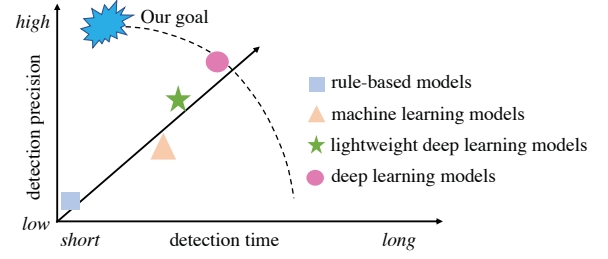 high
Our goal
detection precision
rule-based models
machine learning models
lightweight deep learning models
deep learning models
low
short
detection time
long